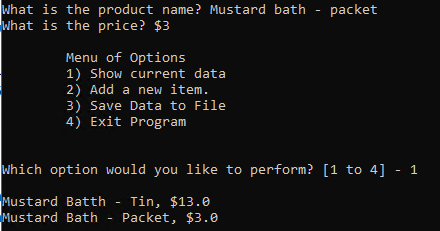 What is the product name? Mustard bath - packet
What is the price? $3
Menu of Options
1) Show current data
2) Add a new item.
3) Save Data to File
4) Exit Program
Which option would you like to perform? [1 to 4] - 1
Mustard Batth - Tin, $13.0
Mustard Bath - Packet, $3.0